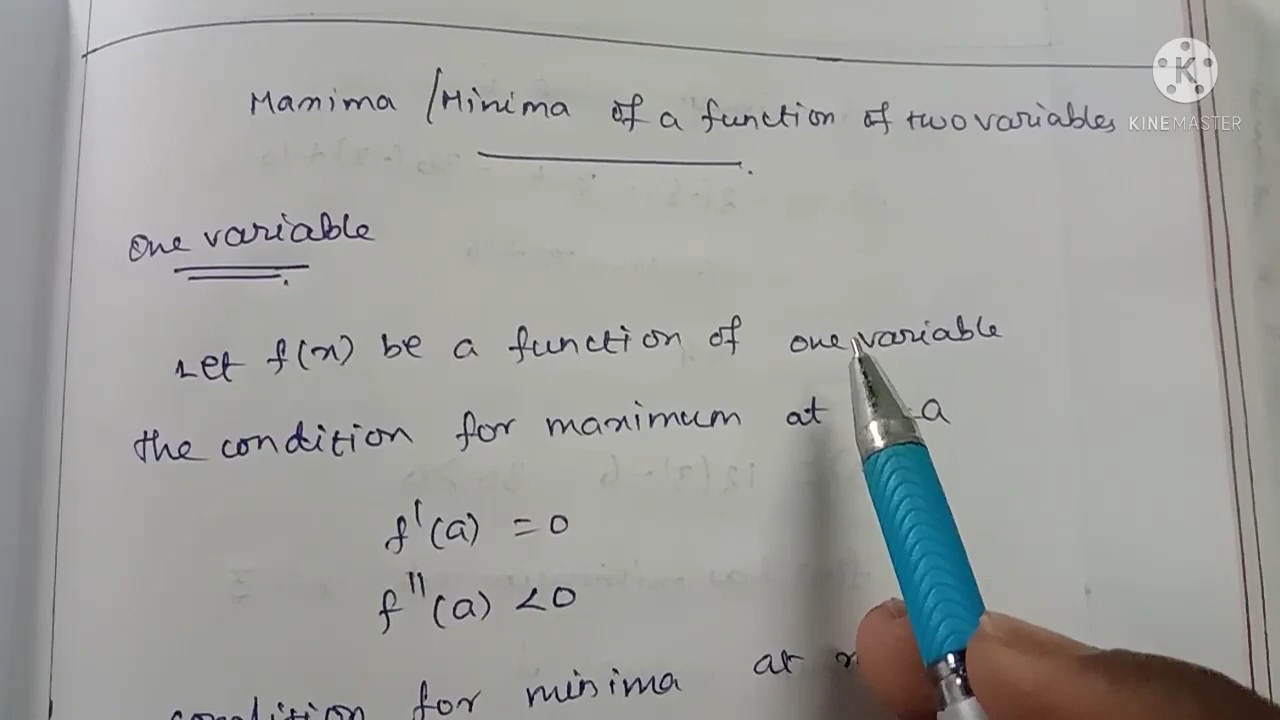 Maxima / Minima of a function of two variables
K
KINEMASTER
One variable
Let f(x) be a function of one variable
the condition for maximum at a
f'(a) = 0
f''(a) < 0
condition for minima at